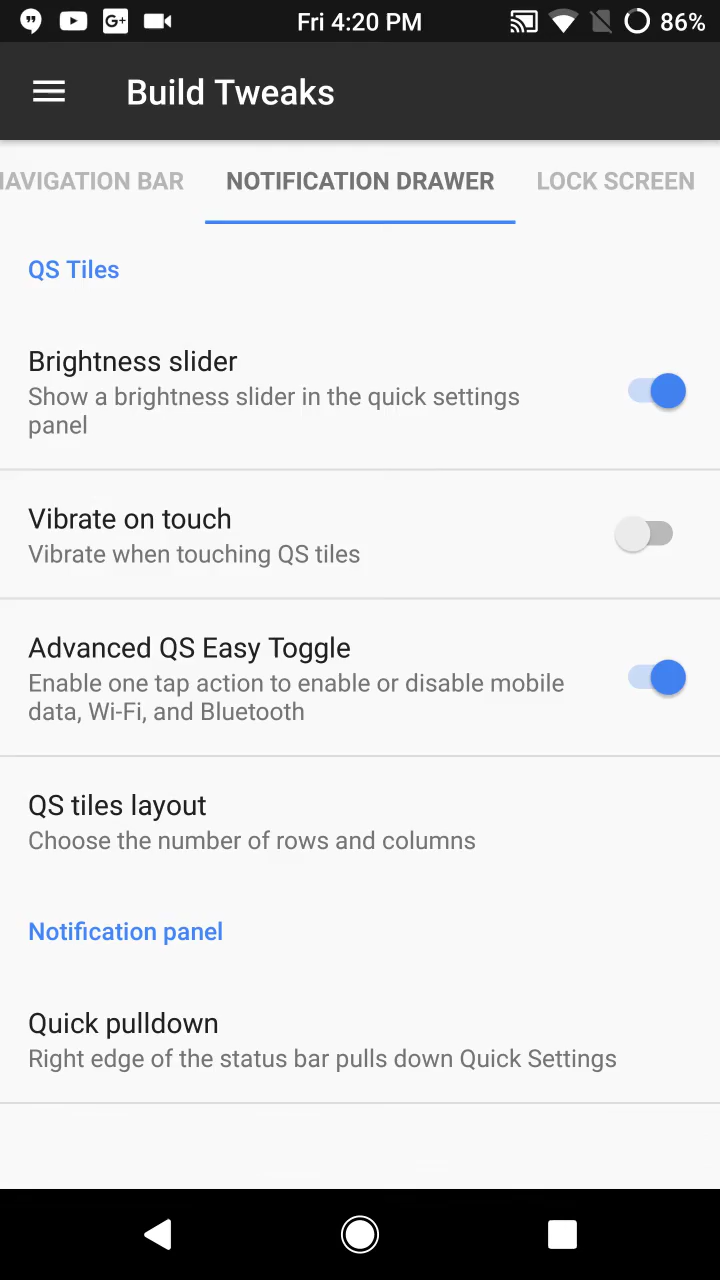 G+ Fri 4:20 PM 86%
Build Tweaks
NAVIGATION BAR NOTIFICATION DRAWER LOCK SCREEN
QS Tiles
Brightness slider
Show a brightness slider in the quick settings
panel
Vibrate on touch
Vibrate when touching QS tiles
Advanced QS Easy Toggle
Enable one tap action to enable or disable mobile
data, Wi-Fi, and Bluetooth
QS tiles layout
Choose the number of rows and columns
Notification panel
Quick pulldown
Right edge of the status bar pulls down Quick Settings